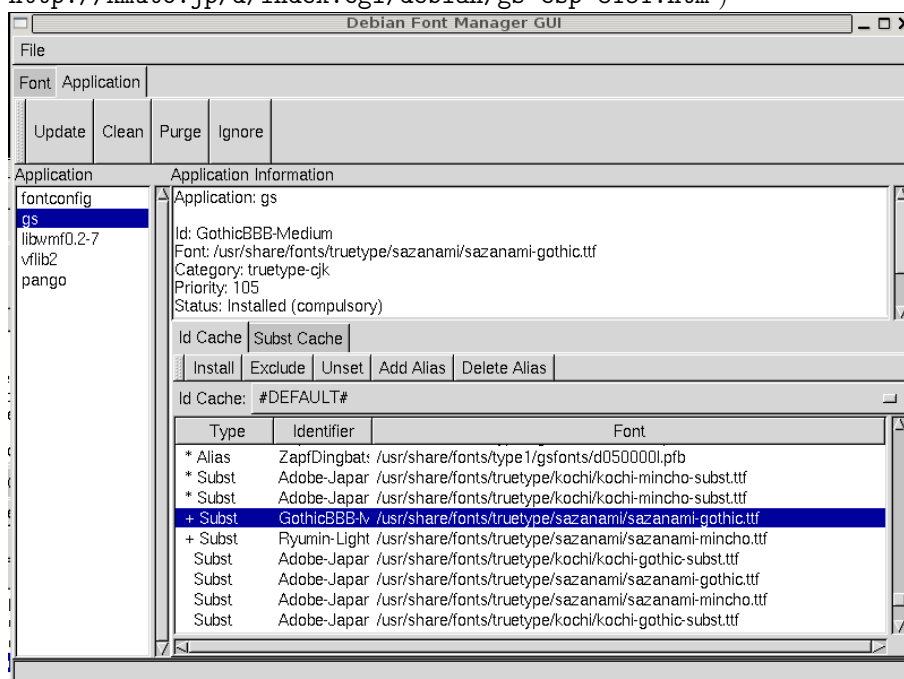 Debian Font Manager GUI
File
Font Application
Update Clean Purge Ignore
Application
fontconfig
gs
libwmf0.2-7
vflib2
pango
Application Information
Application: gs
Id: GothicBBB-Medium
Font: /usr/share/fonts/truetype/sazanami/sazanami-gothic.ttf
Category: truetype-cjk
Priority: 105
Status: Installed (compulsory)
Id Cache Subst Cache
Install Exclude Unset Add Alias Delete Alias
Id Cache: #DEFAULT#
Type Identifier Font
* Alias ZapfDingbats /usr/share/fonts/type1/gsfonts/d050000l.pfb
* Subst Adobe-Japan /usr/share/fonts/truetype/kochi/kochi-mincho-subst.ttf
* Subst Adobe-Japan /usr/share/fonts/truetype/kochi/kochi-mincho-subst.ttf
+ Subst GothicBBB-M /usr/share/fonts/truetype/sazanami/sazanami-gothic.ttf
+ Subst Ryumin-Light /usr/share/fonts/truetype/sazanami/sazanami-mincho.ttf
Subst Adobe-Japan /usr/share/fonts/truetype/kochi/kochi-gothic-subst.ttf
Subst Adobe-Japan /usr/share/fonts/truetype/sazanami/sazanami-gothic.ttf
Subst Adobe-Japan /usr/share/fonts/truetype/sazanami/sazanami-mincho.ttf
Subst Adobe-Japan /usr/share/fonts/truetype/kochi/kochi-gothic-subst.ttf